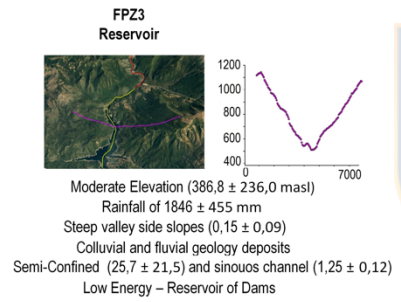 FPZ3
Reservoir
1200
1000
800
600
400
0
7000
Moderate Elevation (386,8 ± 236,0 masl)
Rainfall of 1846 ± 455 mm
Steep valley side slopes (0,15 ± 0,09)
Colluvial and fluvial geology deposits
Semi-Confined (25,7 ± 21,5) and sinouos channel (1,25 ± 0,12)
Low Energy – Reservoir of Dams